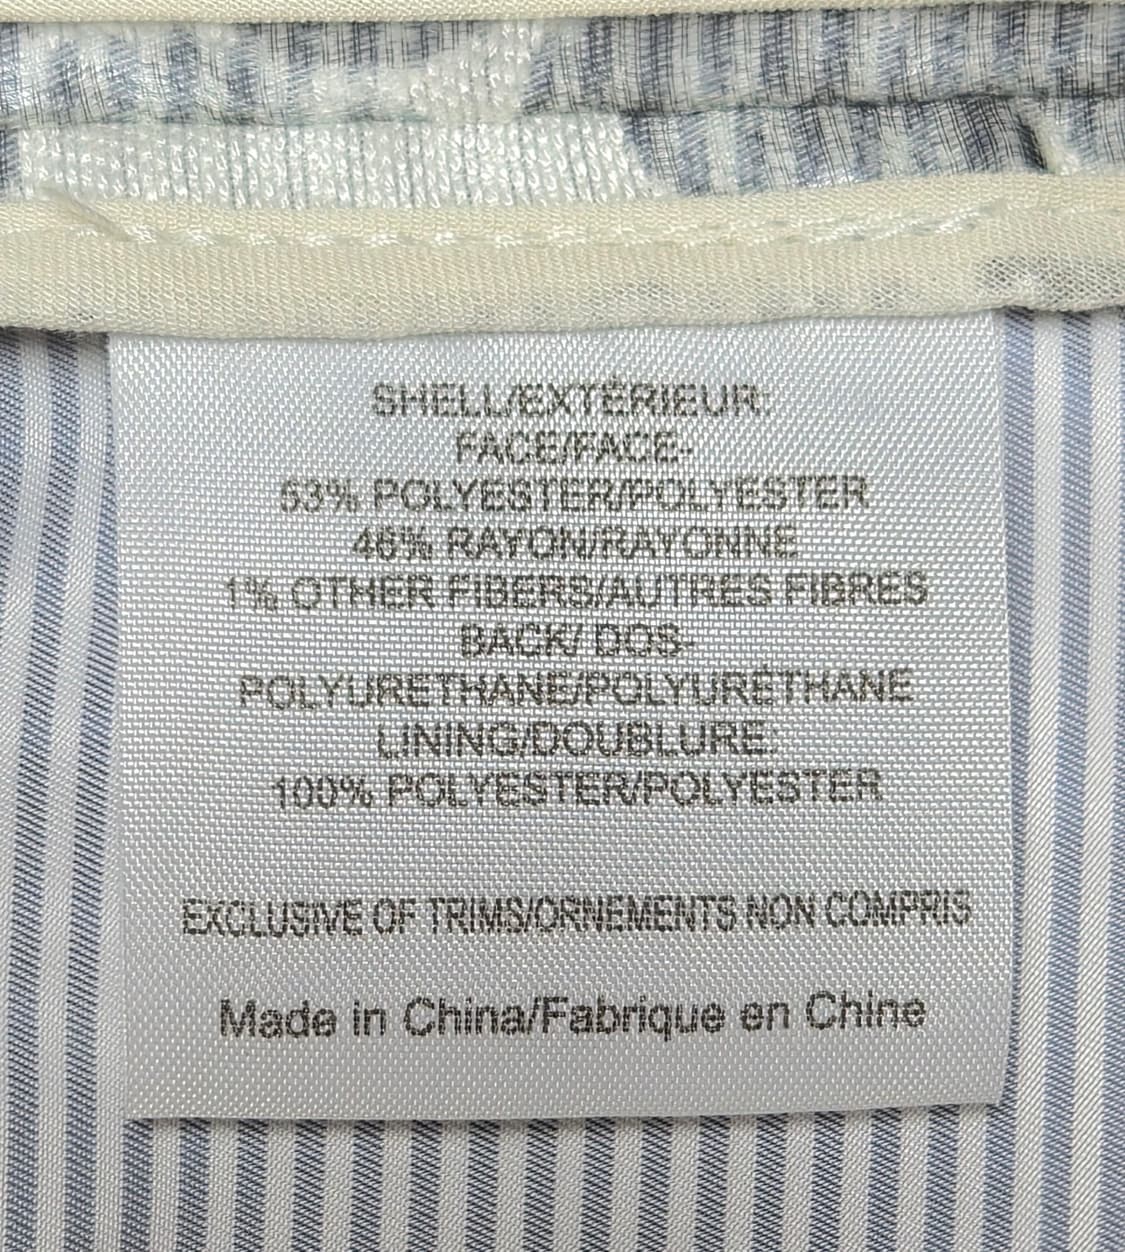 SHELL/EXTÉRIEUR:
FACE/FACE-
53% POLYESTER/POLYESTER
46% RAYON/RAYONNE
1% OTHER FIBERS/AUTRES FIBRES
BACK/ DOS-
POLYURETHANE/POLYURÉTHANE
LINING/DOUBLURE:
100% POLYESTER/POLYESTER
EXCLUSIVE OF TRIMS/ORNEMENTS NON COMPRIS
Made in China/Fabrique en Chine